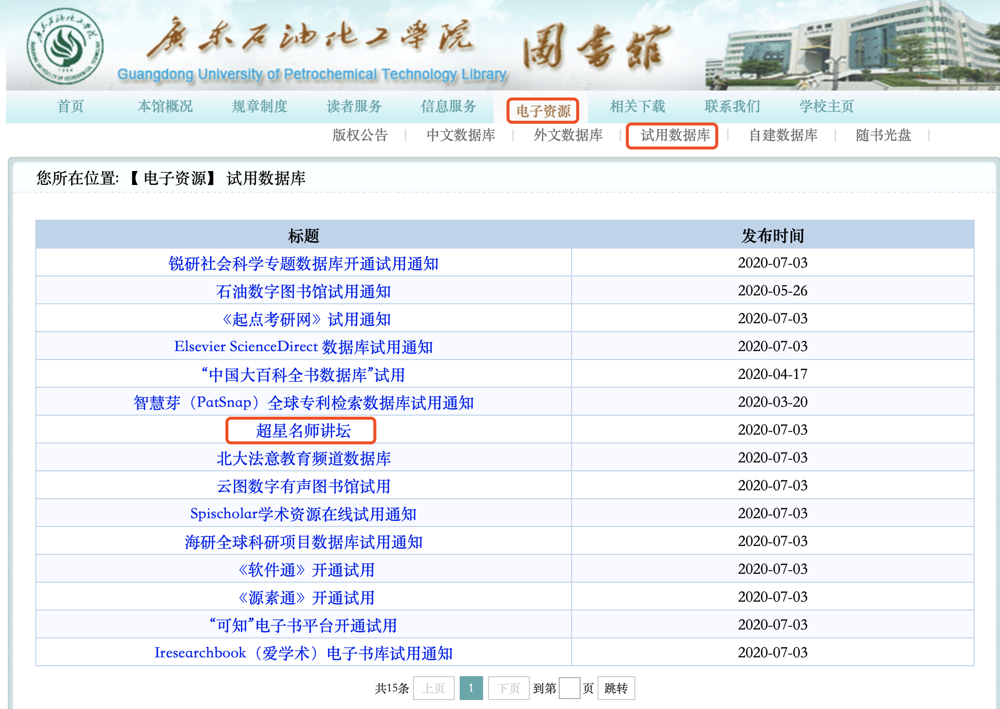 廣东石油化工學院 圖書館
Guangdong University of Petrochemical Technology Library
首页 本馆概况 规章制度 读者服务 信息服务 电子资源 相关下载 联系我们 学校主页
版权公告 | 中文数据库 | 外文数据库 | 试用数据库 | 自建数据库 | 随书光盘 |
您所在位置: 【 电子资源】 试用数据库
标题 发布时间
锐研社会科学专题数据库开通试用通知 2020-07-03
石油数字图书馆试用通知 2020-05-26
《起点考研网》试用通知 2020-07-03
Elsevier ScienceDirect 数据库试用通知 2020-07-03
“中国大百科全书数据库”试用 2020-04-17
智慧芽（PatSnap）全球专利检索数据库试用通知 2020-03-20
超星名师讲坛 2020-07-03
北大法意教育频道数据库 2020-07-03
云图数字有声图书馆试用 2020-07-03
Spischolar学术资源在线试用通知 2020-07-03
海研全球科研项目数据库试用通知 2020-07-03
《软件通》开通试用 2020-07-03
《源素通》开通试用 2020-07-03
“可知”电子书平台开通试用 2020-07-03
Iresearchbook（爱学术）电子书库试用通知 2020-07-03
共15条 上页 1 下页 到第 页 跳转